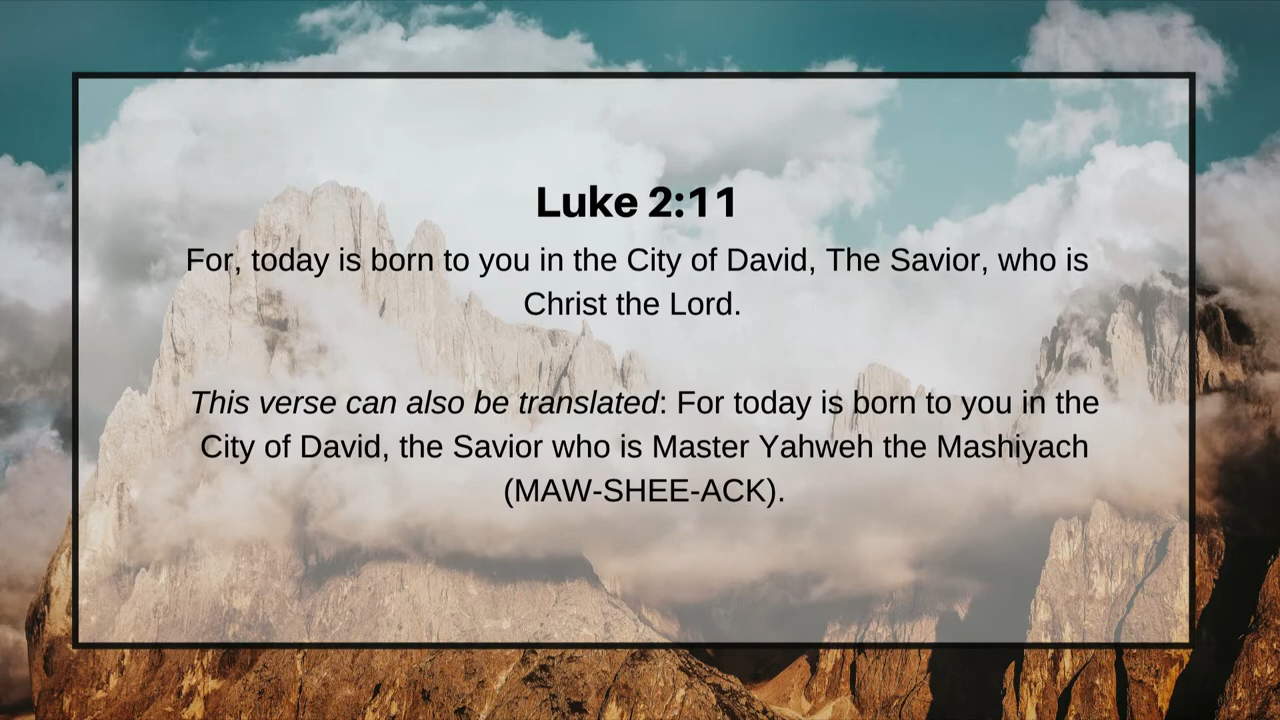 Luke 2:11
For, today is born to you in the City of David, The Savior, who is
Christ the Lord.
This verse can also be translated: For today is born to you in the
City of David, the Savior who is Master Yahweh the Mashiyach
(MAW-SHEE-ACK).